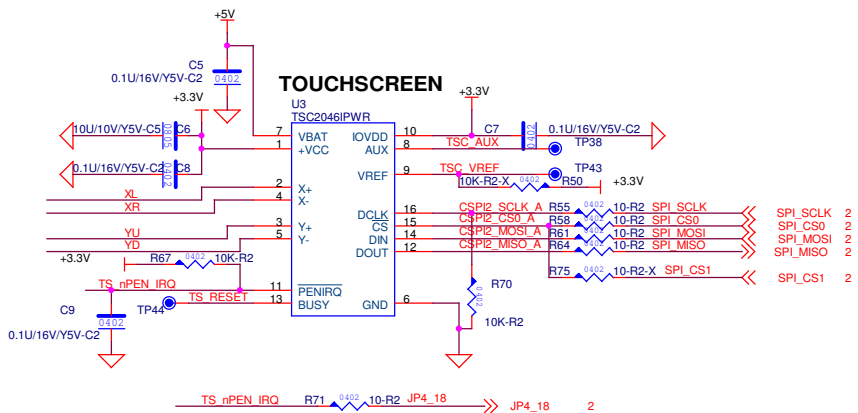 +5V
C5
0.1U/16V/Y5V-C2
0402
TOUCHSCREEN
+3.3V
+3.3V
U3
TSC2046IPWR
10U/10V/Y5V-C5
0805
C6
0.1U/16V/Y5V-C2
0402
C8
7
VBAT
1
+VCC
2
X+
4
X-
3
Y+
5
Y-
11
PENIRQ
13
BUSY
IOVDD
10
AUX
8
VREF
9
DCLK
16
CS
15
DIN
14
DOUT
12
GND
6
C7
0402
0.1U/16V/Y5V-C2
TSC_AUX
TP38
TSC_VREF
TP43
10K-R2-X
0402
R50
+3.3V
XL
XR
YU
YD
CSPI2_SCLK_A
R55
0402
10-R2
SPI_SCLK
SPI_SCLK
2
CSPI2_CS0_A
R58
0402
10-R2
SPI_CS0
SPI_CS0
2
CSPI2_MOSI_A
R61
0402
10-R2
SPI_MOSI
SPI_MOSI
2
CSPI2_MISO_A
R64
0402
10-R2
SPI_MISO
SPI_MISO
2
R75
0402
10-R2-X
SPI_CS1
SPI_CS1
2
+3.3V
R67
0402
10K-R2
TS_nPEN_IRQ
TS_RESET
TP44
C9
0402
0.1U/16V/Y5V-C2
R70
0402
10K-R2
TS_nPEN_IRQ
R71
0402
10-R2
JP4_18
JP4_18
2